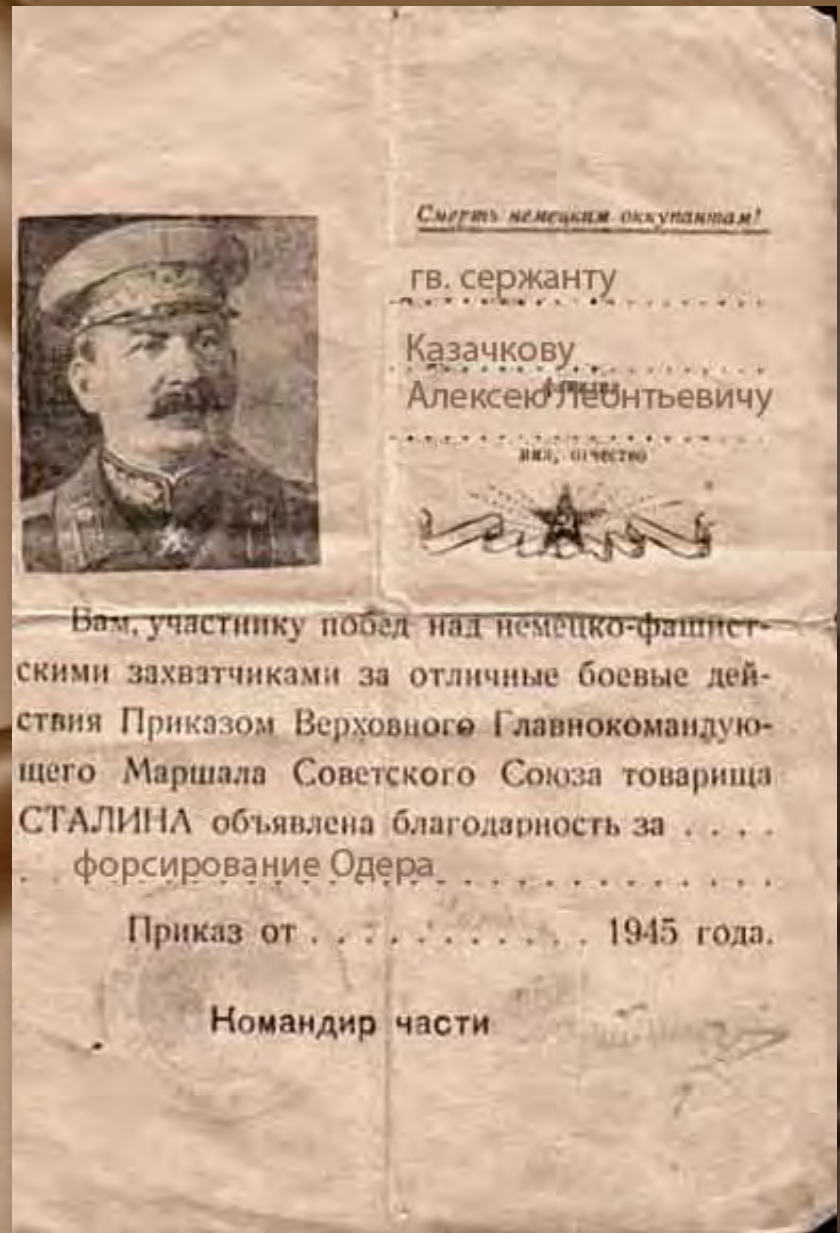 Смерть немецким оккупантам!
гв. сержанту
Казачкову
фамилия
Алексею Леонтьевичу
имя, отчество
Вам, участнику побед над немецко-фашист-
скими захватчиками за отличные боевые дей-
ствия Приказом Верховного Главнокомандую-
щего Маршала Советского Союза товарища
СТАЛИНА объявлена благодарность за . . . .
форсирование Одера
Приказ от . . . . . . . . . . . 1945 года.
Командир части